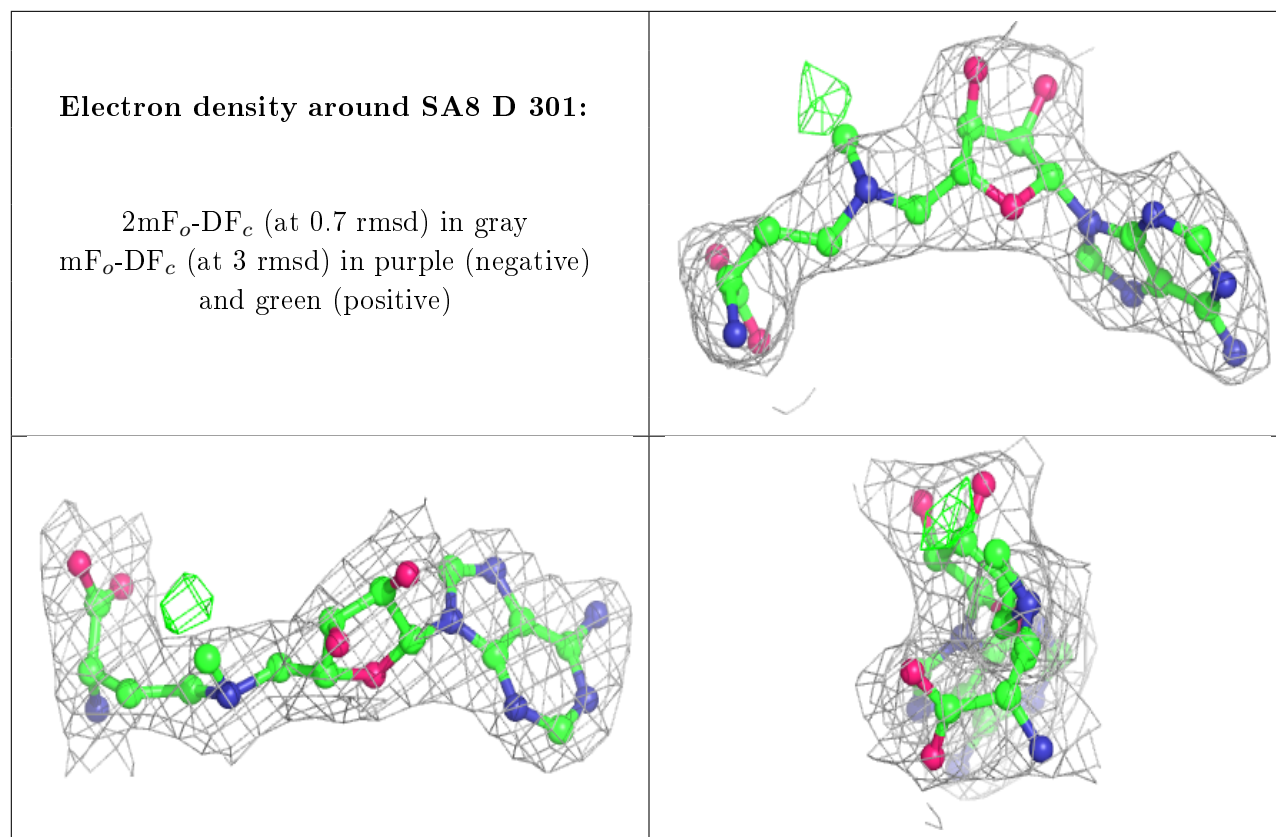 Electron density around SA8 D 301:
2mFo-DFc (at 0.7 rmsd) in gray
mFo-DFc (at 3 rmsd) in purple (negative)
and green (positive)